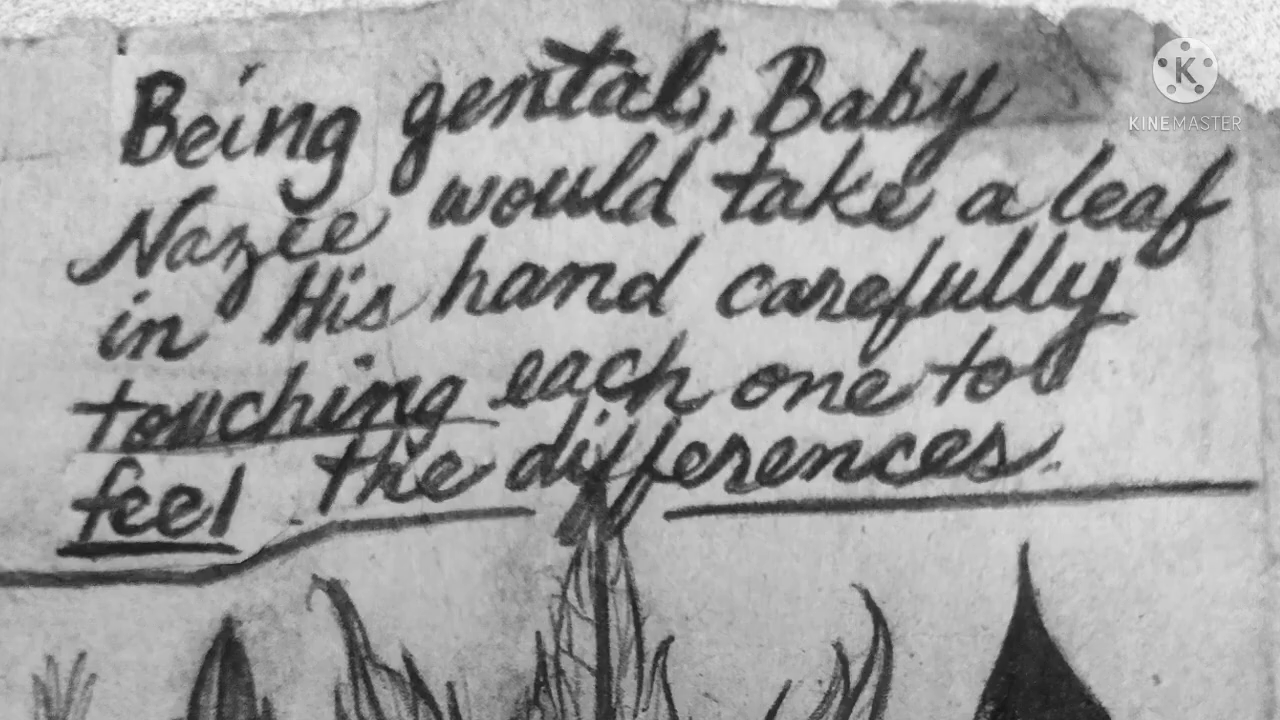 Being gental, Baby
Nazee would take a leaf
in His hand carefully
touching each one to
feel the differences.
K
KINEMASTER